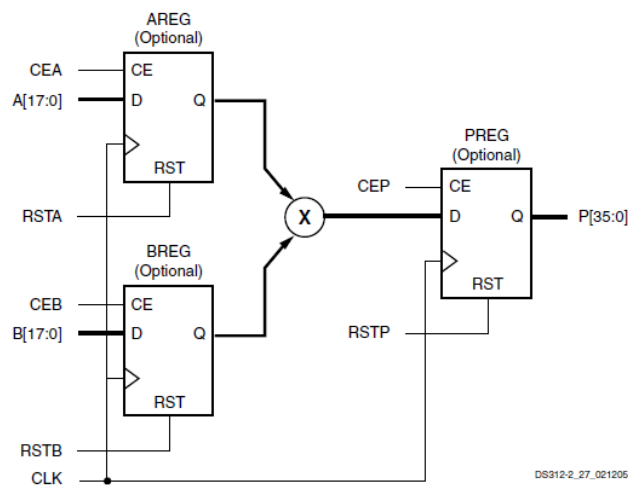 AREG
(Optional)
CEA
CE
A[17:0]
D
Q
RST
RSTA
PREG
(Optional)
CEP
CE
X
D
Q
P[35:0]
RST
RSTP
BREG
(Optional)
CEB
CE
B[17:0]
D
Q
RST
RSTB
CLK
DS312-2_27_021205